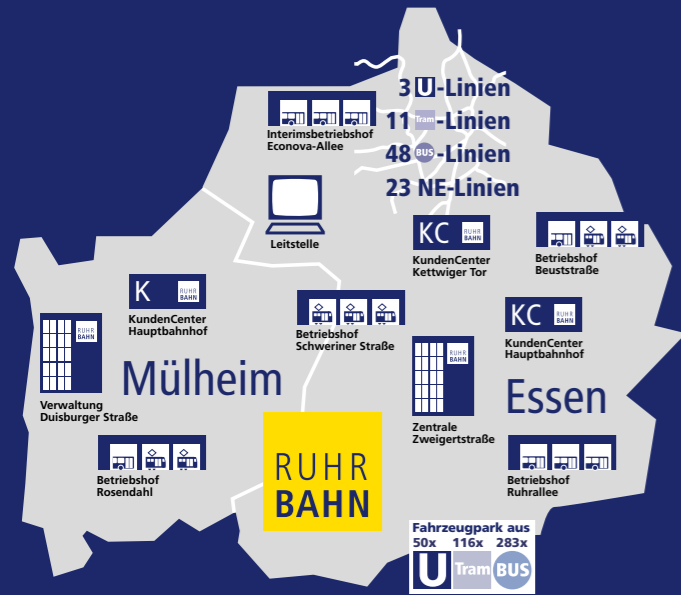 3 U-Linien
11 Tram-Linien
48 BUS-Linien
23 NE-Linien
Interimsbetriebshof
Econova-Allee
Leitstelle
KC RUHR BAHN
KundenCenter
Kettwiger Tor
Betriebshof
Beuststraße
K RUHR BAHN
KundenCenter
Hauptbahnhof
Betriebshof
Schweriner Straße
KC RUHR BAHN
KundenCenter
Hauptbahnhof
RUHR
BAHN
Verwaltung
Duisburger Straße
Mülheim
RUHR
BAHN
Zentrale
Zweigertstraße
Essen
Betriebshof
Rosendahl
RUHR
BAHN
Betriebshof
Ruhrallee
Fahrzeugpark aus
50x 116x 283x
U Tram BUS